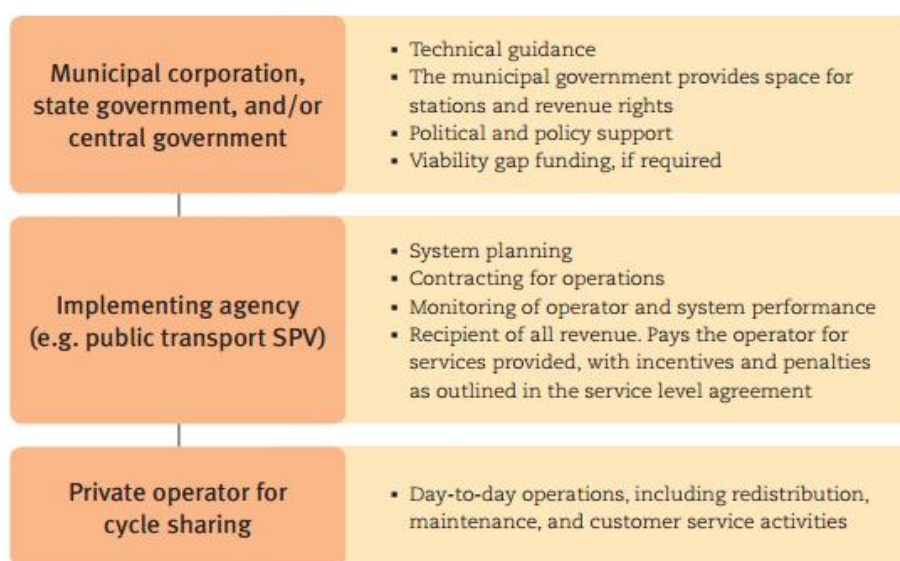 Municipal corporation,
state government, and/or
central government
▪ Technical guidance
▪ The municipal government provides space for
stations and revenue rights
▪ Political and policy support
▪ Viability gap funding, if required
Implementing agency
(e.g. public transport SPV)
▪ System planning
▪ Contracting for operations
▪ Monitoring of operator and system performance
▪ Recipient of all revenue. Pays the operator for
services provided, with incentives and penalties
as outlined in the service level agreement
Private operator for
cycle sharing
▪ Day-to-day operations, including redistribution,
maintenance, and customer service activities